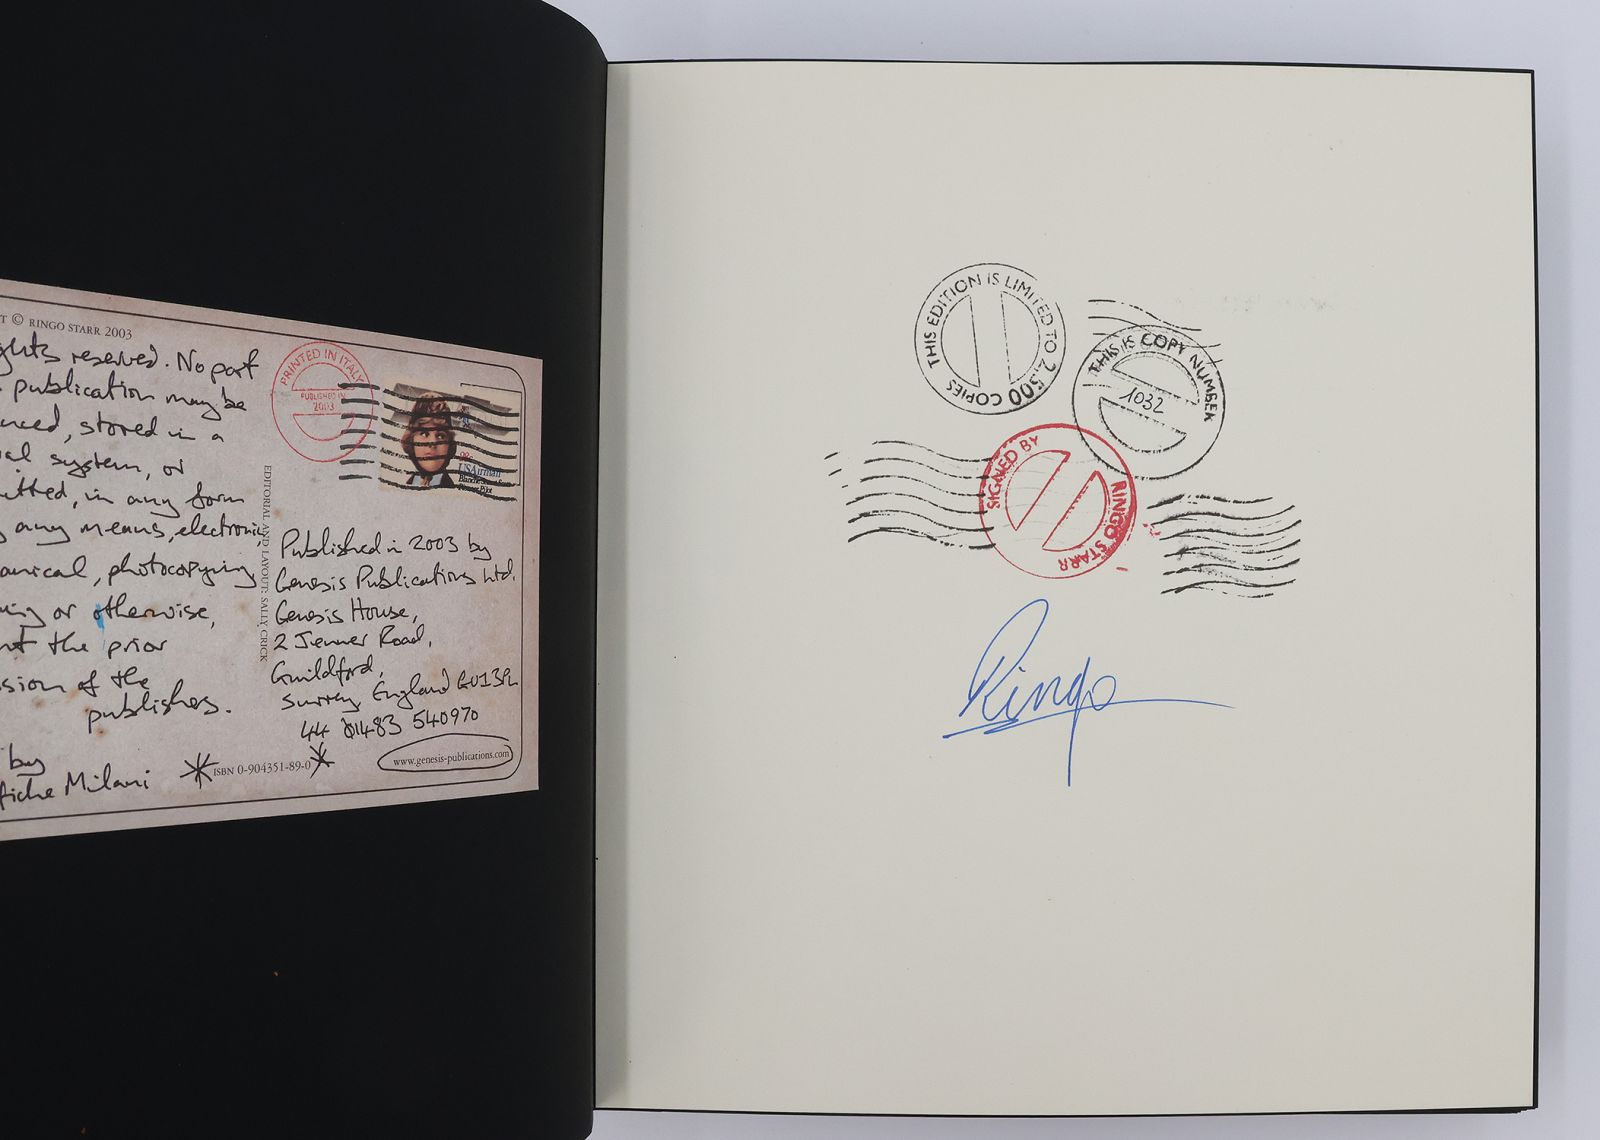 T © RINGO STARR 2003
ghts reserved. No part
publication may be
uced, stored in a
al system, or
itted, in any form
any means, electronic,
anical, photocopying
ing or otherwise,
the prior
sion of the
publishers.
by
fiche Milani
EDITORIAL AND LAYOUT: SALLY CRICK
PRINTED IN ITALY
PUBLISHED IN
2003
USAirmail
Published in 2003 by
Genesis Publications Ltd.
Genesis House,
2 Jenner Road,
Guildford,
Surrey England GU13PL
44 01483 540970
ISBN 0-904351-89-0
www.genesis-publications.com
THIS EDITION IS LIMITED TO 2,500 COPIES
THIS IS COPY NUMBER
1032
SIGNED BY
RINGO STARR
Ringo